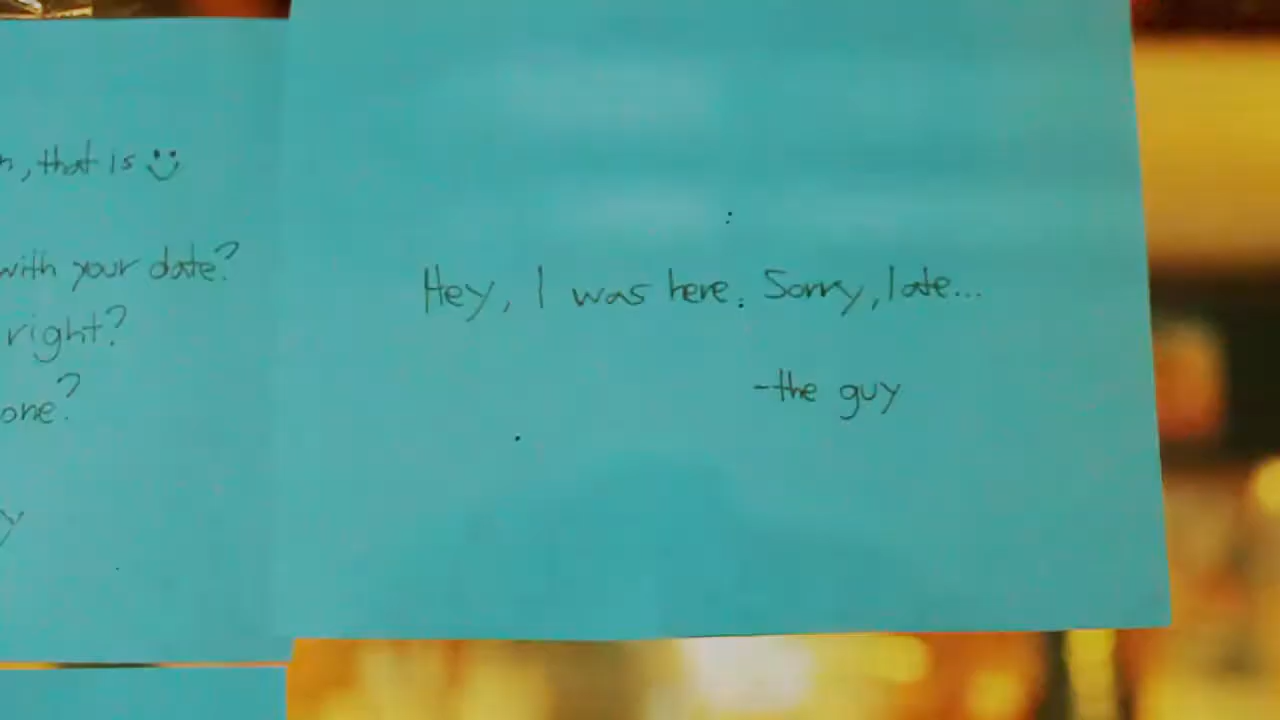 , that is
with your date?
right?
one?
y
Hey, I was here. Sorry, late...
-the guy